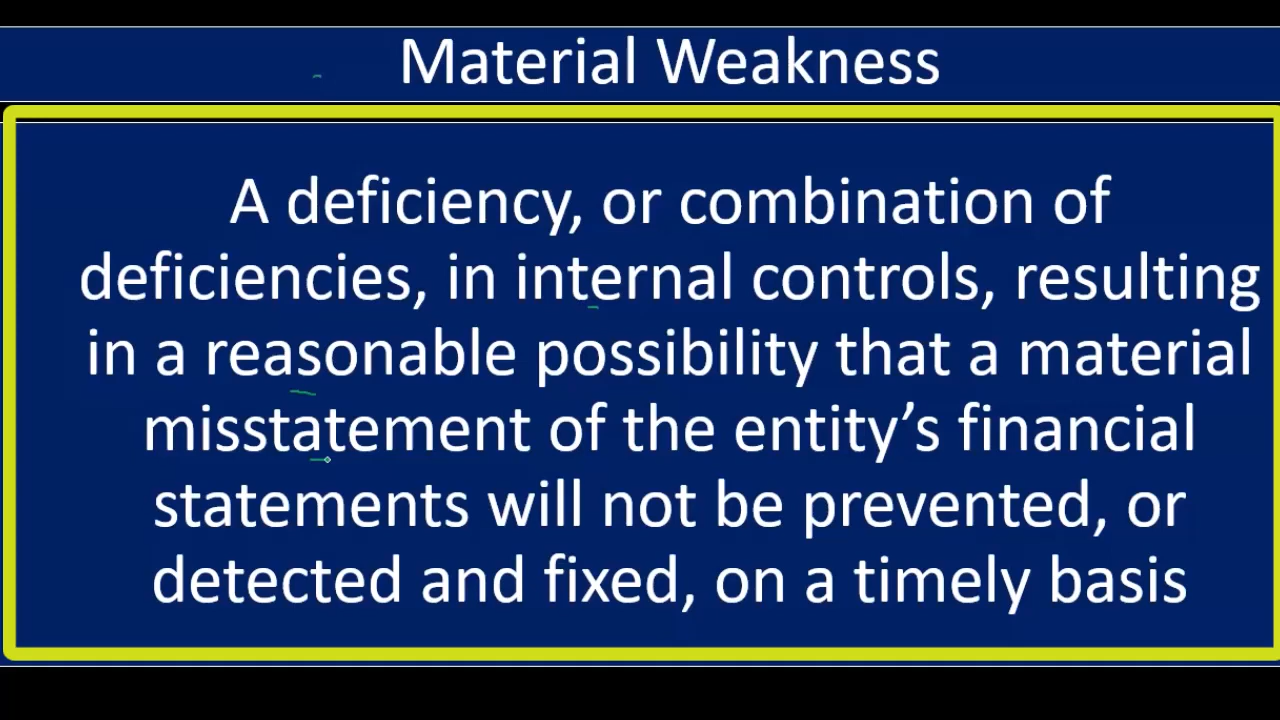 Material Weakness
A deficiency, or combination of
deficiencies, in internal controls, resulting
in a reasonable possibility that a material
misstatement of the entity’s financial
statements will not be prevented, or
detected and fixed, on a timely basis